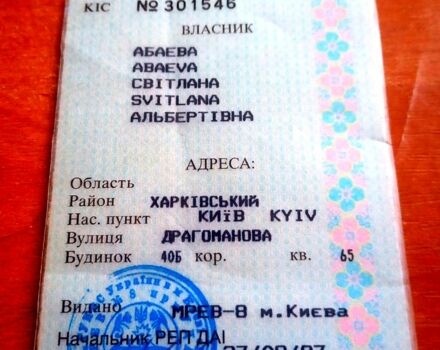 КІС № 301546
ВЛАСНИК
АБАЕВА
ABAEVA
СВІТЛАНА
SVITLANA
АЛЬБЕРТІВНА
АДРЕСА:
Область
Район ХАРКІВСЬКИЙ
Нас. пункт КИЇВ KYIV
Вулиця ДРАГОМАНОВА
Будинок 40Б кор. кв. 65
Видано МРЕВ-8 м.Києва
Начальник РЕП ДАІ